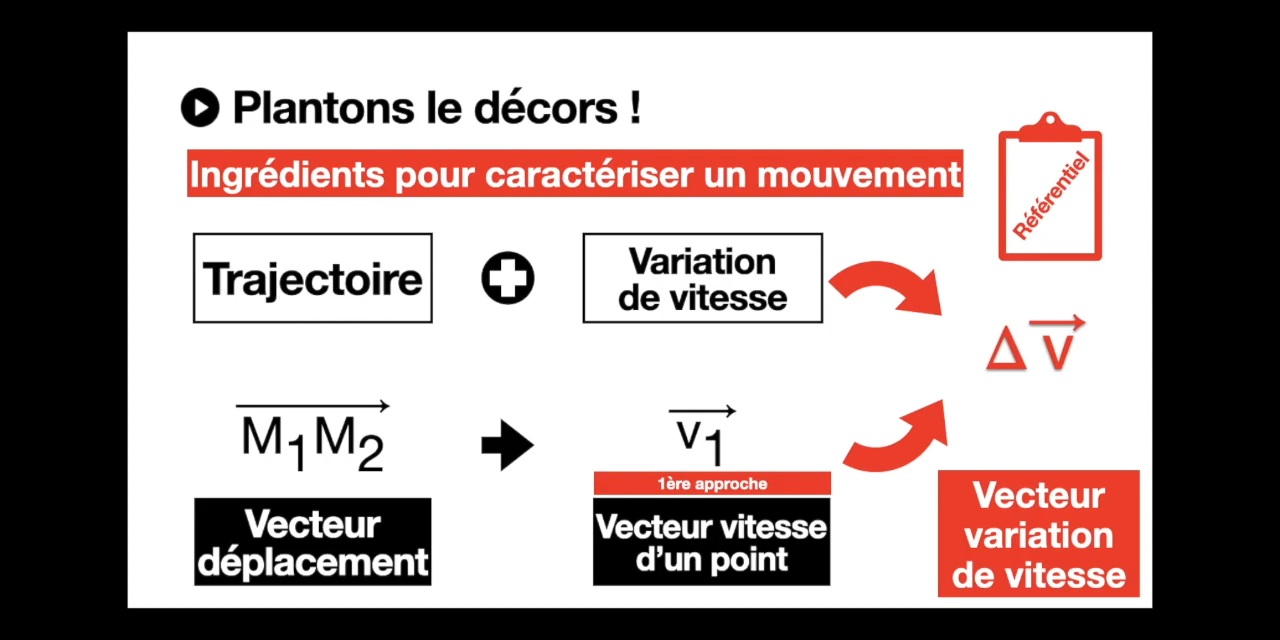 Plantons le décors !
Ingrédients pour caractériser un mouvement
Référentiel
Trajectoire
Variation
de vitesse
Δ v
M1M2
v1
1ère approche
Vecteur
déplacement
Vecteur vitesse
d’un point
Vecteur
variation
de vitesse